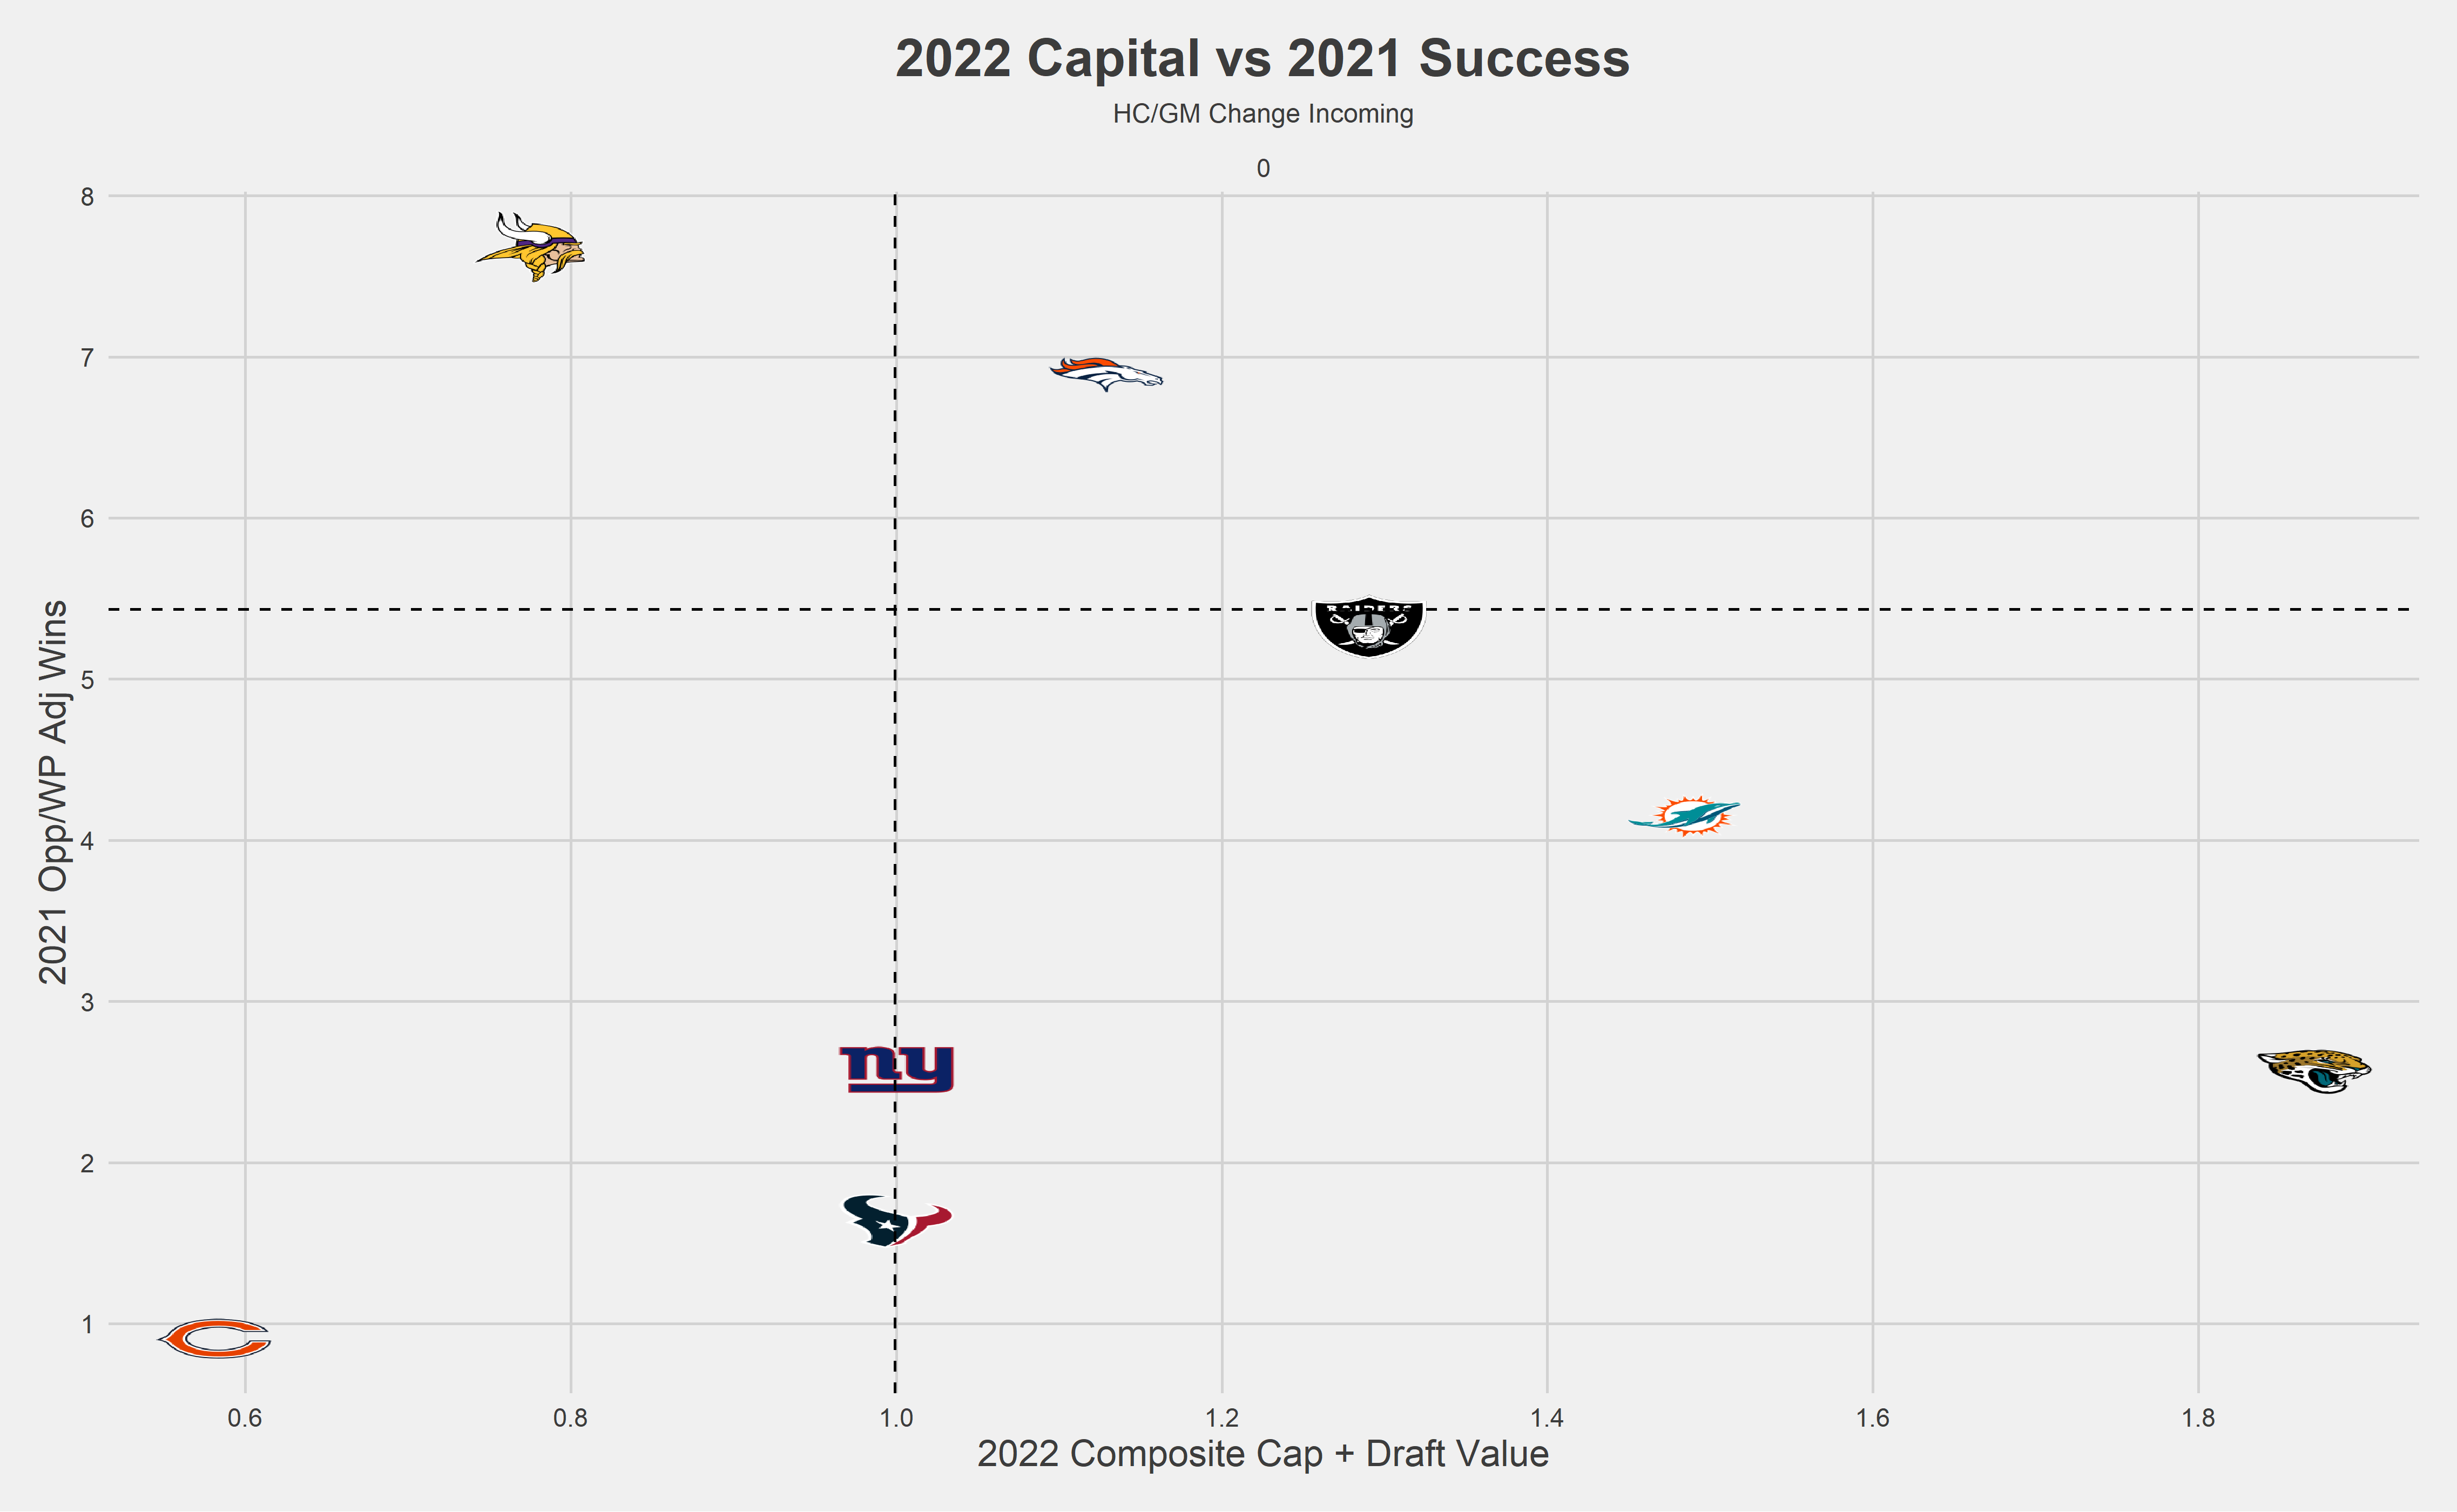 2022 Capital vs 2021 Success
HC/GM Change Incoming
0
8
7
6
5
4
3
2
1
2021 Opp/WP Adj Wins
RAIDERS
ny
0.6 0.8 1.0 1.2 1.4 1.6 1.8
2022 Composite Cap + Draft Value